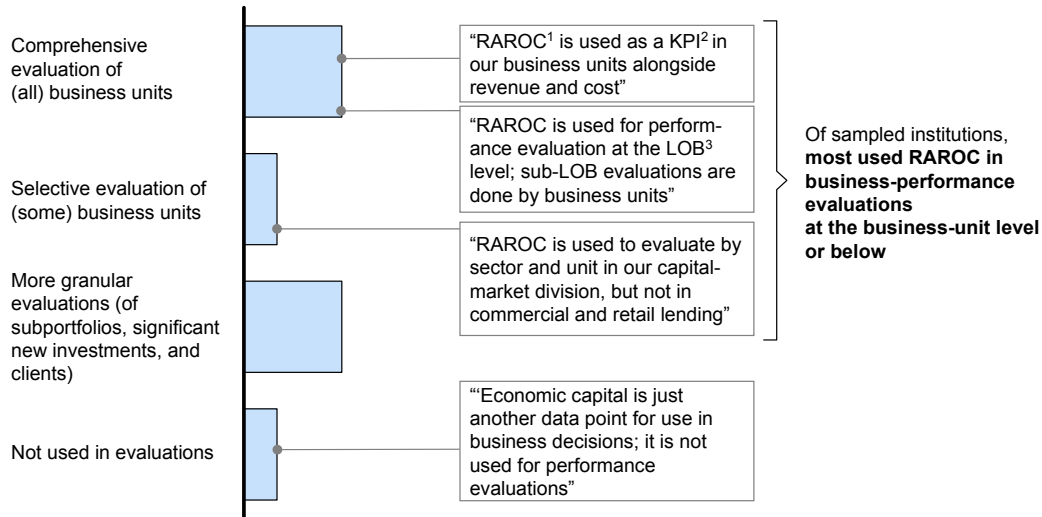 Comprehensive
evaluation of
(all) business units
“RAROC1 is used as a KPI2 in
our business units alongside
revenue and cost”
“RAROC is used for perform-
ance evaluation at the LOB3
level; sub-LOB evaluations are
done by business units”
Selective evaluation of
(some) business units
“RAROC is used to evaluate by
sector and unit in our capital-
market division, but not in
commercial and retail lending”
More granular
evaluations (of
subportfolios, significant
new investments, and
clients)
Not used in evaluations
“‘Economic capital is just
another data point for use in
business decisions; it is not
used for performance
evaluations”
Of sampled institutions,
most used RAROC in
business-performance
evaluations
at the business-unit level
or below